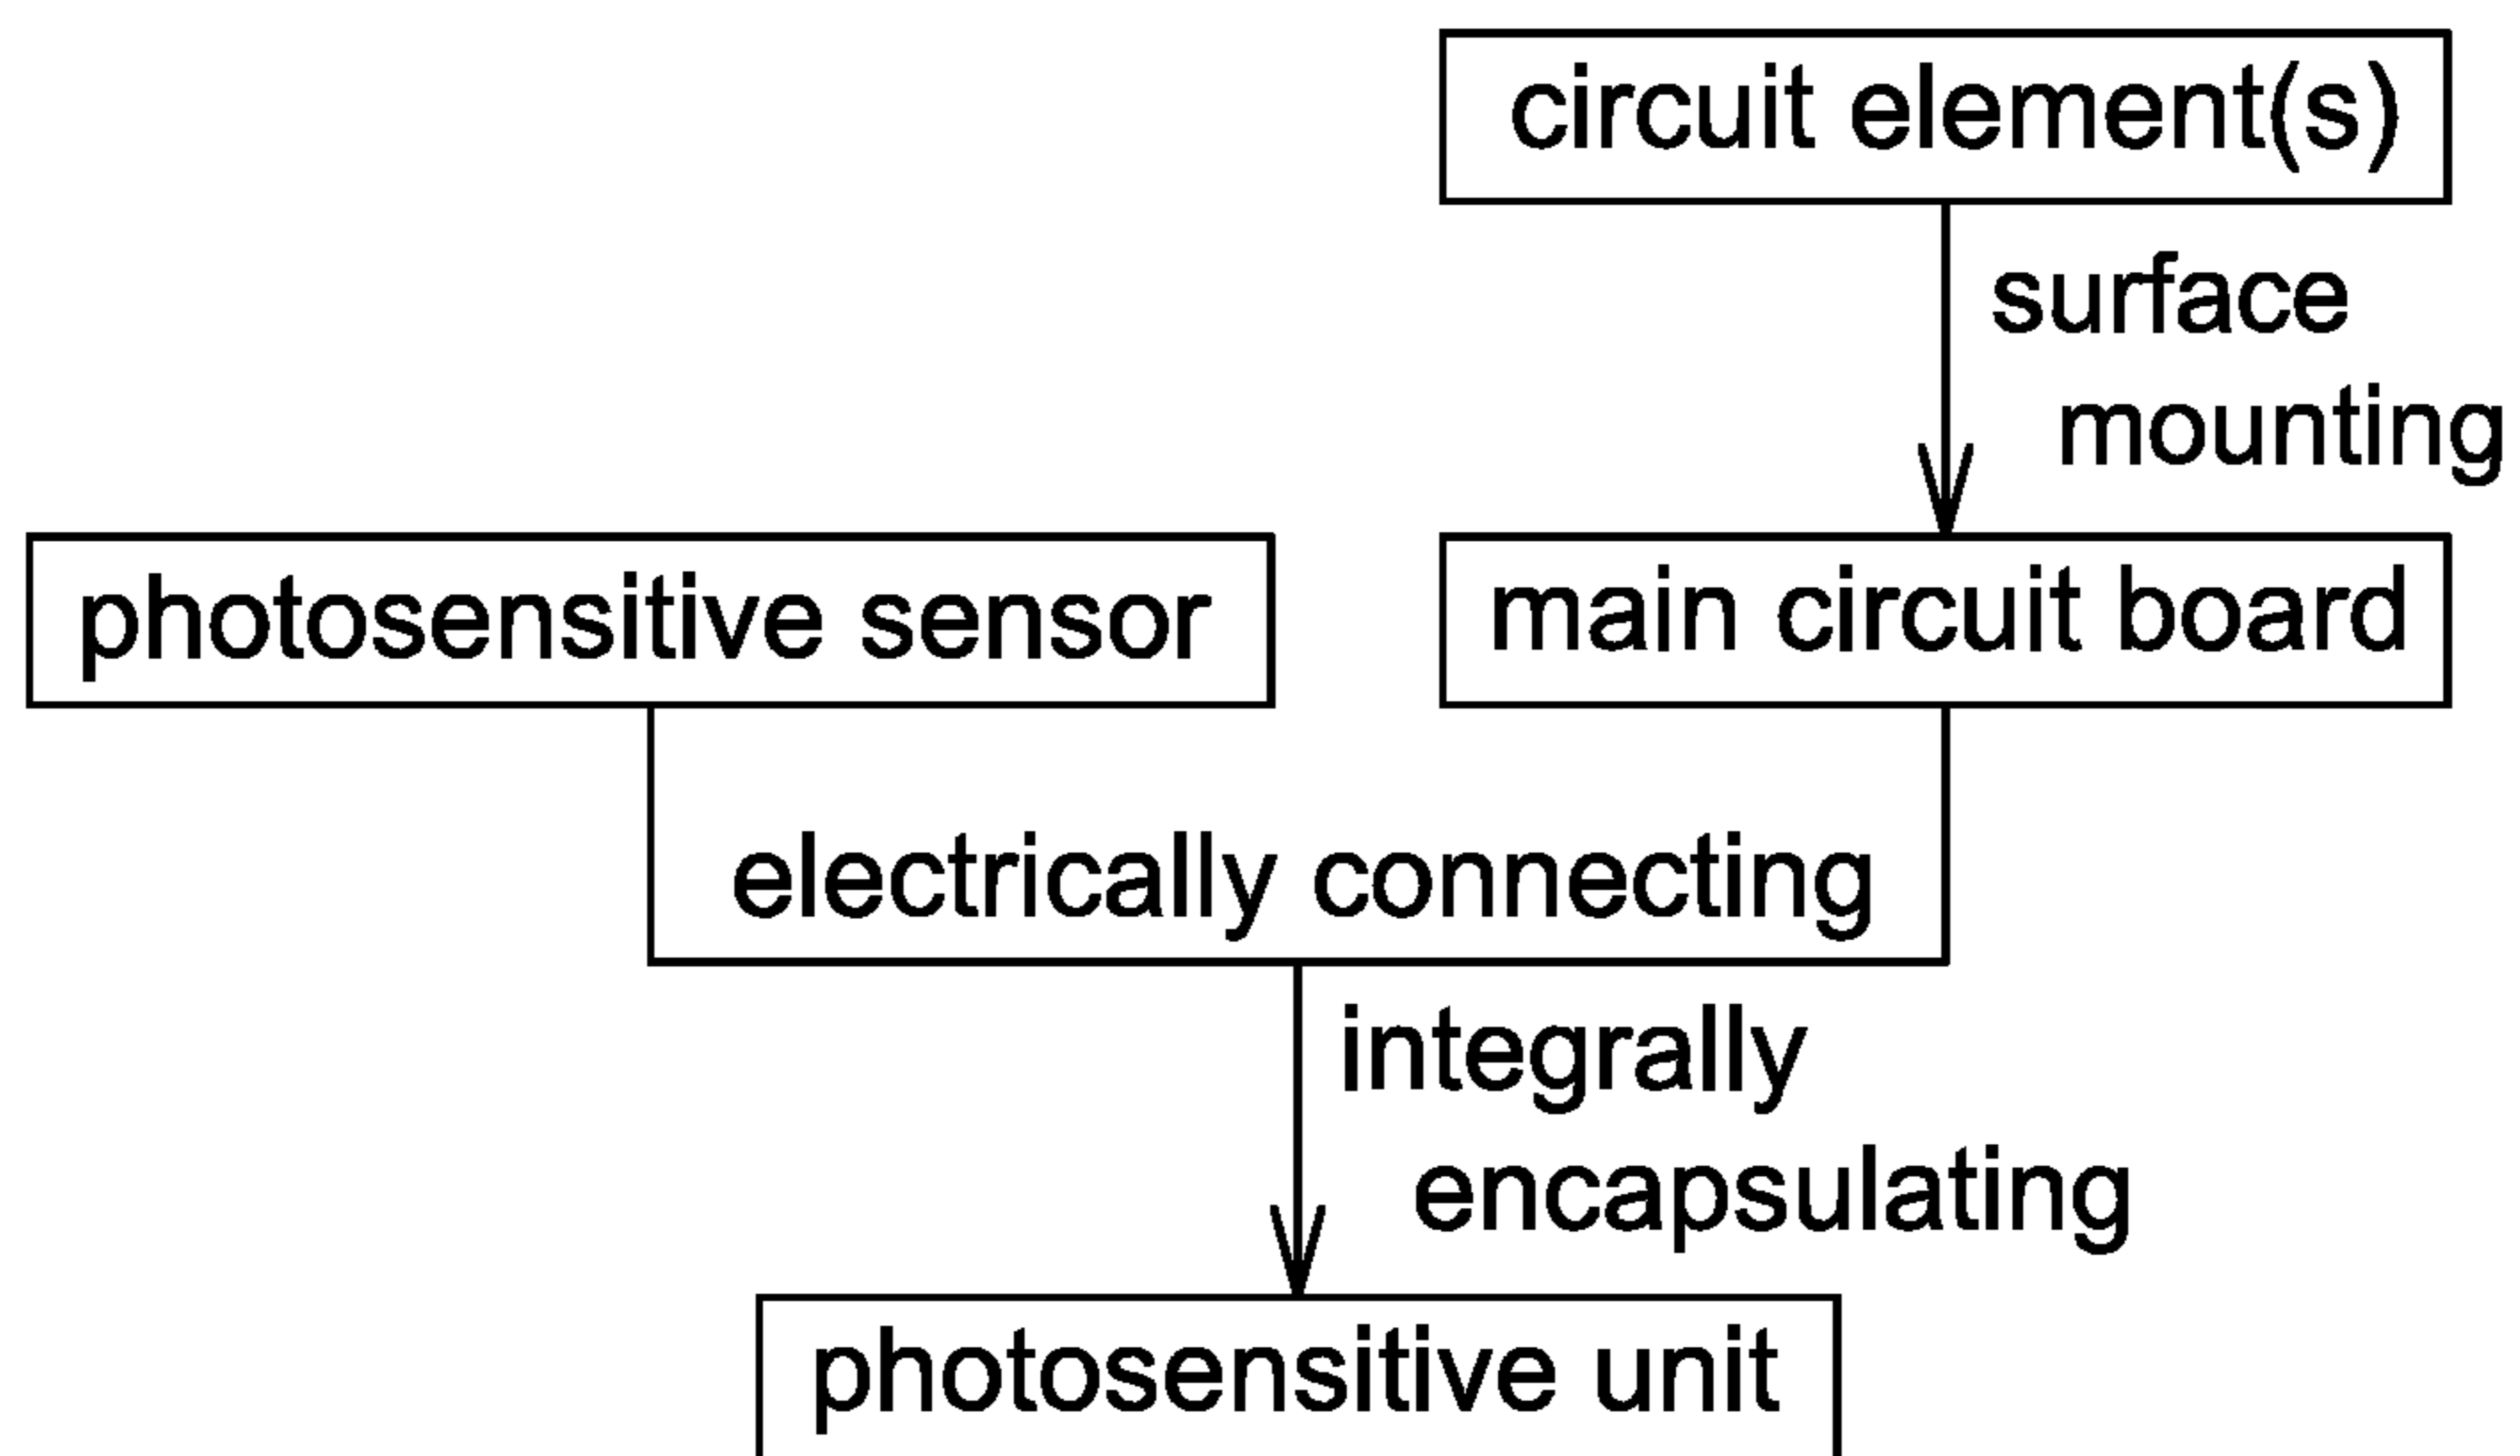 circuit element(s)
surface
mounting
photosensitive sensor
main circuit board
electrically connecting
integrally
encapsulating
photosensitive unit